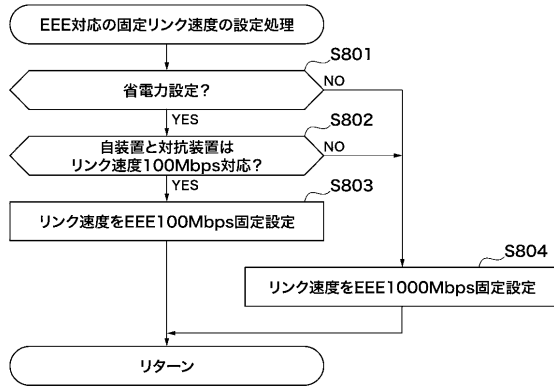 EEE対応の固定リンク速度の設定処理
S801
省電力設定？
NO
YES
S802
自装置と対抗装置は
リンク速度100Mbps対応？
NO
YES
S803
リンク速度をEEE100Mbps固定設定
S804
リンク速度をEEE1000Mbps固定設定
リターン